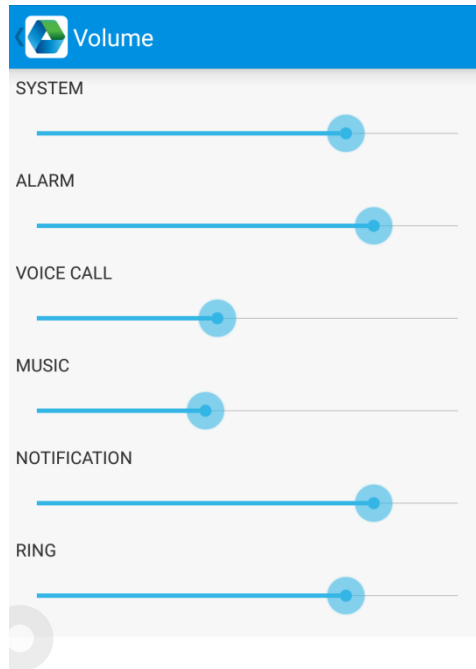 Volume
SYSTEM
ALARM
VOICE CALL
MUSIC
NOTIFICATION
RING